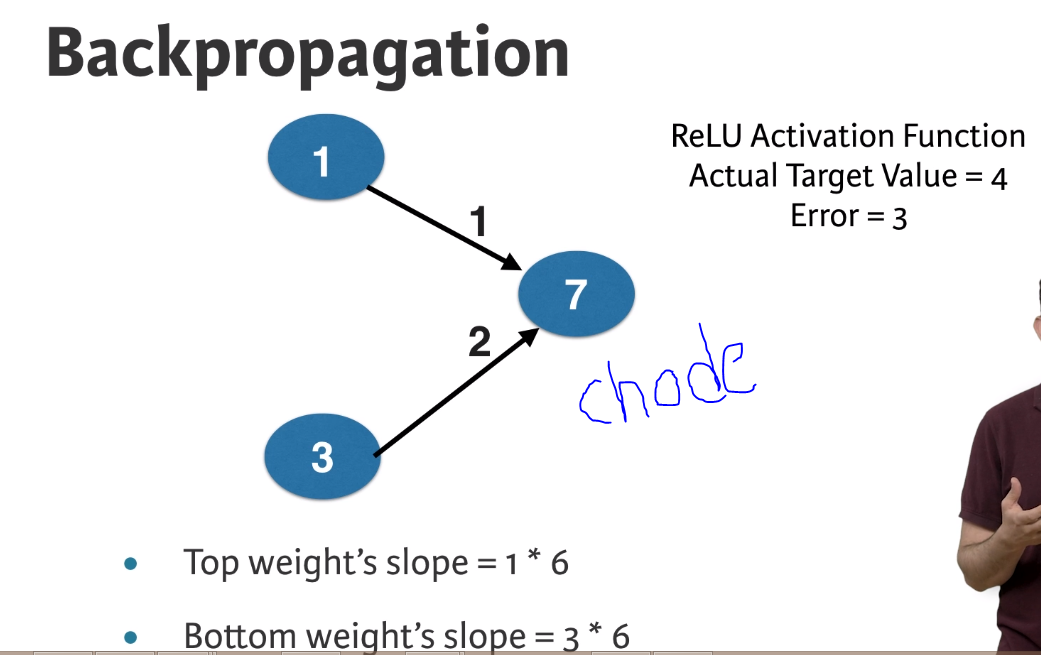 Backpropagation
1
ReLU Activation Function
Actual Target Value = 4
Error = 3
1
7
2
chode
3
Top weight's slope = 1 * 6
Bottom weight's slope = 3 * 6